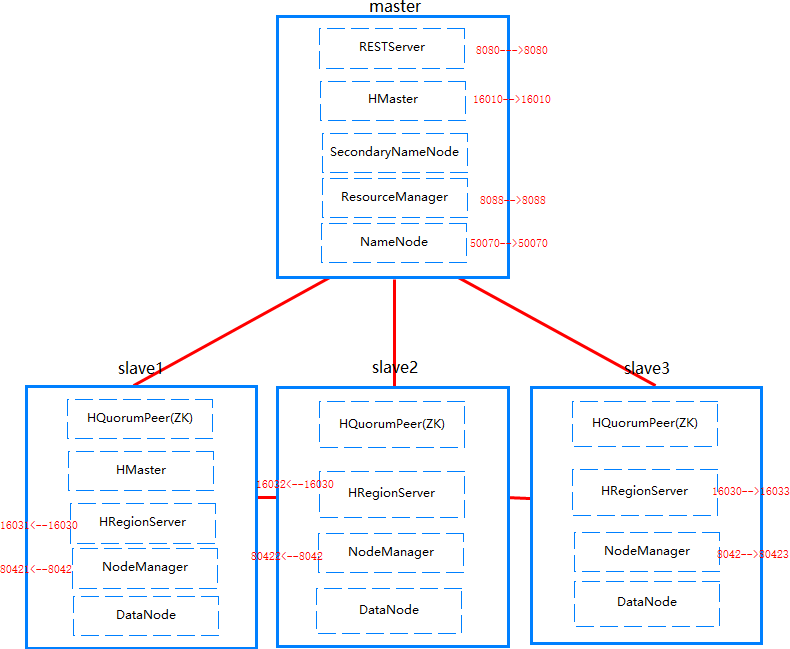 master
RESTServer
8080--->8080
HMaster
16010-->16010
SecondaryNameNode
ResourceManager
8088-->8088
NameNode
50070-->50070
slave1
HQuorumPeer(ZK)
HMaster
HRegionServer
16031<--16030
NodeManager
80421<--8042
DataNode
slave2
HQuorumPeer(ZK)
16032<--16030
HRegionServer
80422<--8042
NodeManager
DataNode
slave3
HQuorumPeer(ZK)
HRegionServer
16030-->16033
NodeManager
8042-->80423
DataNode